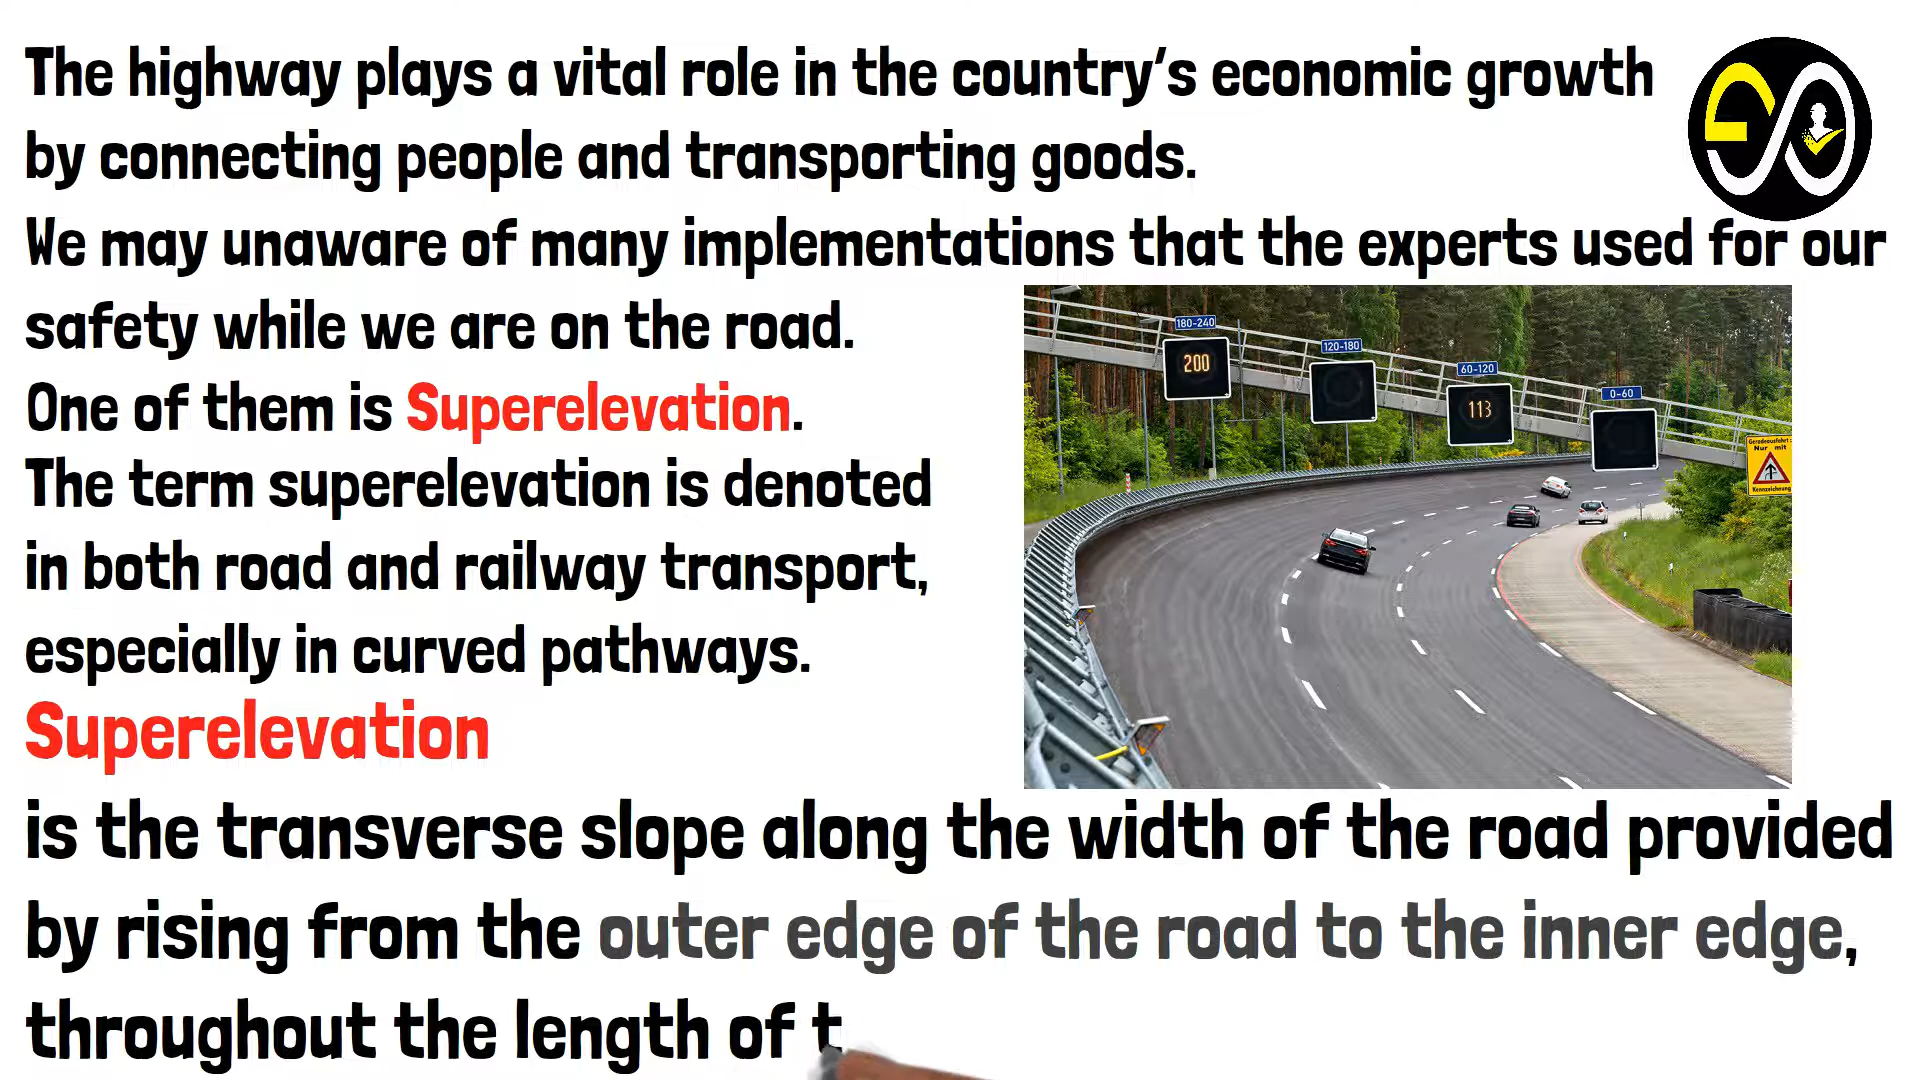 The highway plays a vital role in the country's economic growth
by connecting people and transporting goods.
We may unaware of many implementations that the experts used for our
safety while we are on the road.
One of them is Superelevation.
The term superelevation is denoted
in both road and railway transport,
especially in curved pathways.
180-240
200
120-180
60-120
113
0-60
Geradeausfahrt:
Nur mit
Kennzeichnung
Superelevation
is the transverse slope along the width of the road provided
by rising from the outer edge of the road to the inner edge,
throughout the length of t